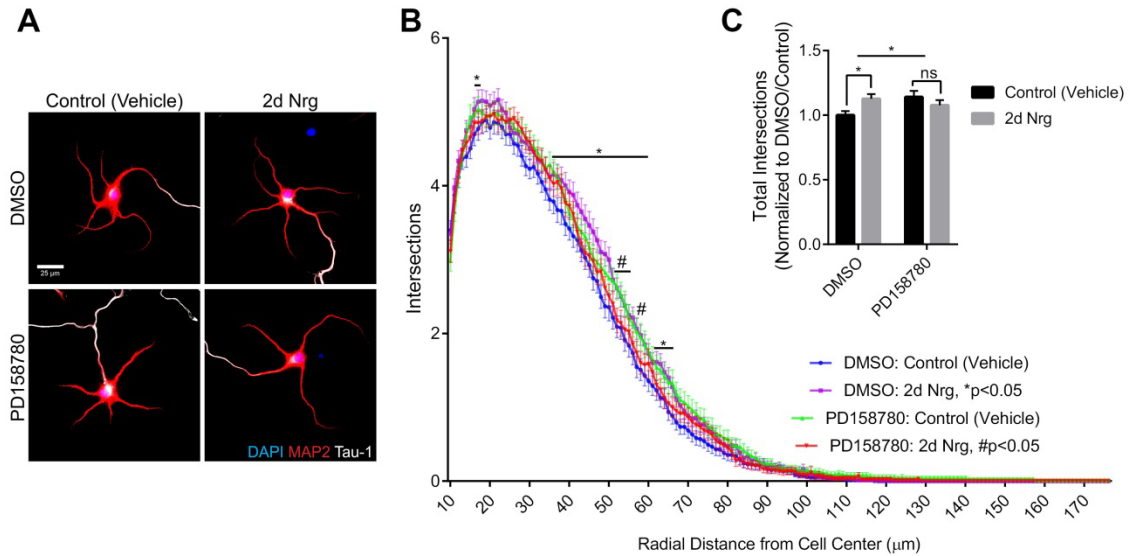 A
Control (Vehicle)
2d Nrg
DMSO
25 µm
PD158780
DAPI MAP2 Tau-1
B
6
4
2
0
Intersections
*
*
#
#
*
10
20
30
40
50
60
70
80
90
100
110
120
130
140
150
160
170
Radial Distance from Cell Center (µm)
DMSO: Control (Vehicle)
DMSO: 2d Nrg, *p<0.05
PD158780: Control (Vehicle)
PD158780: 2d Nrg, #p<0.05
C
Total Intersections
(Normalized to DMSO/Control)
1.5
1.0
0.5
0.0
*
*
ns
DMSO
PD158780
Control (Vehicle)
2d Nrg